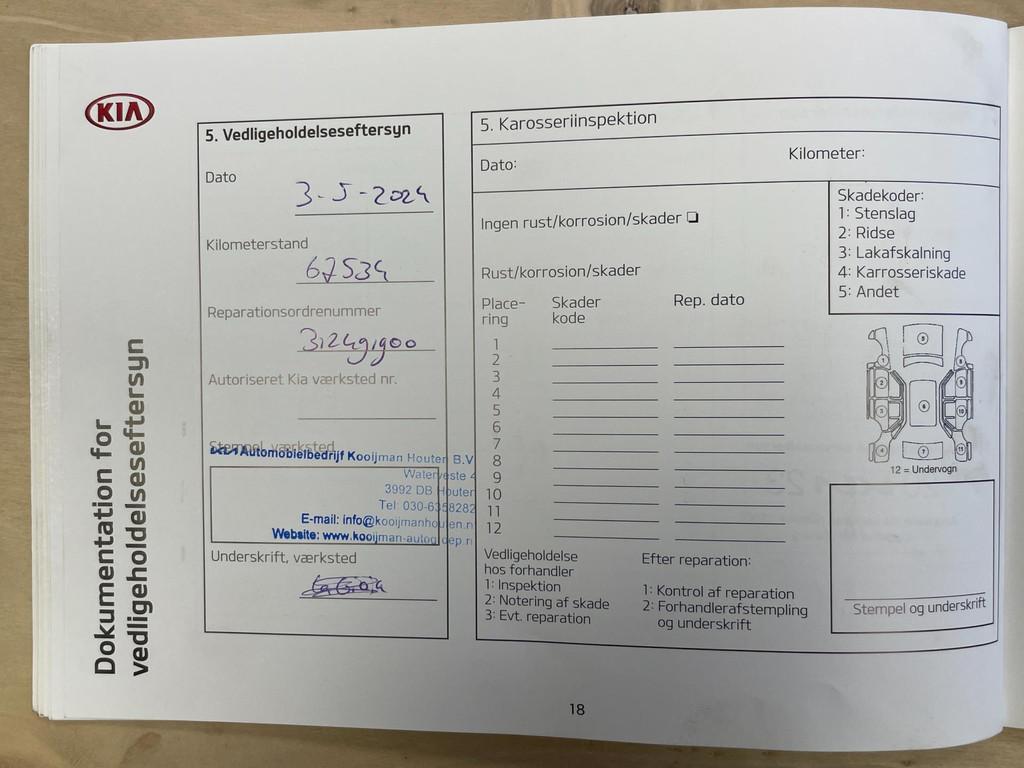 KIA
Dokumentation for
vedligeholdelseseftersyn
5. Vedligeholdelseseftersyn
Dato
3-5-2024
Kilometerstand
67534
Reparationsordrenummer
Autoriseret Kia værksted nr.
Stempel, værksted
Automobielbedrijf Kooijman Houten B.V
Waterveste 4
3992 DB Houten
Tel: 030-6358282
E-mail: info@kooijmanhouten.n
Website: www.kooijman-autogroep.n
Underskrift, værksted
5. Karosseriinspektion
Dato:
Kilometer:
Ingen rust/korrosion/skader ❏
Rust/korrosion/skader
Place-
ring
Skader
kode
Rep. dato
1
2
3
4
5
6
7
8
9
10
11
12
Vedligeholdelse
hos forhandler
1: Inspektion
2: Notering af skade
3: Evt. reparation
Efter reparation:
1: Kontrol af reparation
2: Forhandlerafstempling
og underskrift
Skadekoder:
1: Stenslag
2: Ridse
3: Lakafskalning
4: Karrosseriskade
5: Andet
12 = Undervogn
Stempel og underskrift
18